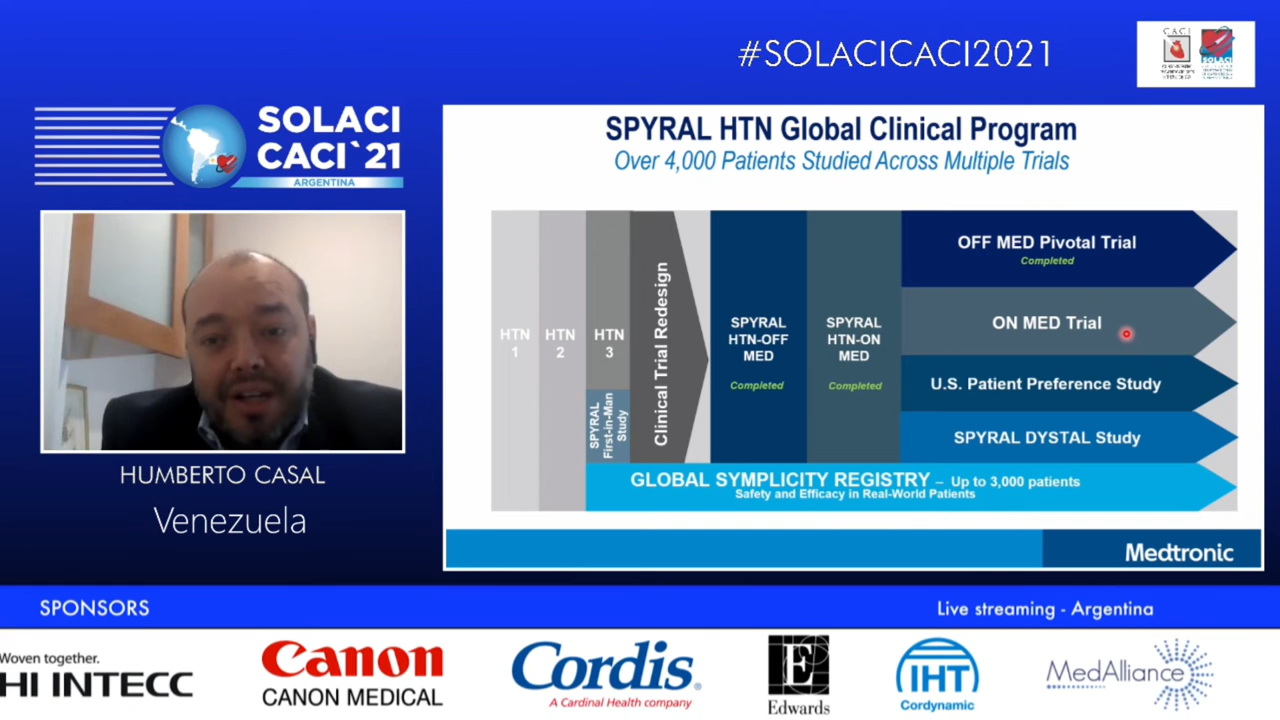 #SOLACICACI2021
CACI
SOLACI
SOLACI
CACI`21
ARGENTINA
HUMBERTO CASAL
Venezuela
SPYRAL HTN Global Clinical Program
Over 4,000 Patients Studied Across Multiple Trials
HTN
1
HTN
2
HTN
3
SPYRAL
First-in-Man
Study
Clinical Trial Redesign
SPYRAL
HTN-OFF
MED
Completed
SPYRAL
HTN-ON
MED
Completed
OFF MED Pivotal Trial
Completed
ON MED Trial
U.S. Patient Preference Study
SPYRAL DYSTAL Study
GLOBAL SYMPLICITY REGISTRY – Up to 3,000 patients
Safety and Efficacy in Real-World Patients
Medtronic
SPONSORS
Live streaming - Argentina
Woven together.
HI INTECC
Canon
CANON MEDICAL
Cordis.
A Cardinal Health company
E
Edwards
IHT
Cordynamic
MedAlliance